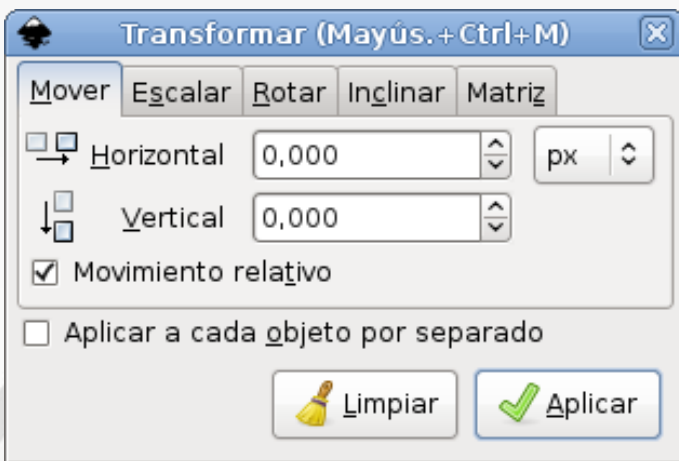 Transformar (Mayús.+Ctrl+M)
Mover Escalar Rotar Inclinar Matriz
Horizontal 0,000 px
Vertical 0,000
Movimiento relativo
Aplicar a cada objeto por separado
Limpiar Aplicar